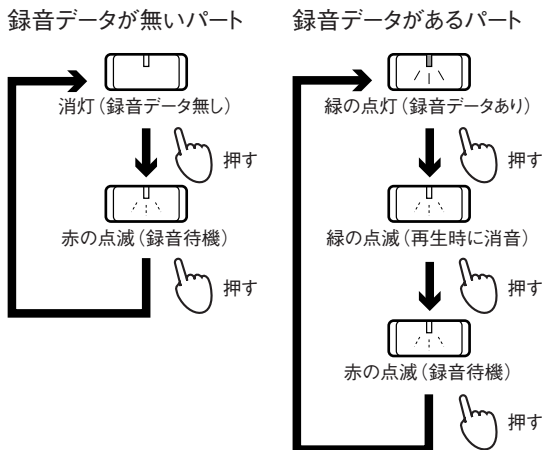 録音データが無いパート
消灯（録音データ無し）
押す
赤の点滅（録音待機）
押す
録音データがあるパート
緑の点灯（録音データあり）
押す
緑の点滅（再生時に消音）
押す
赤の点滅（録音待機）
押す